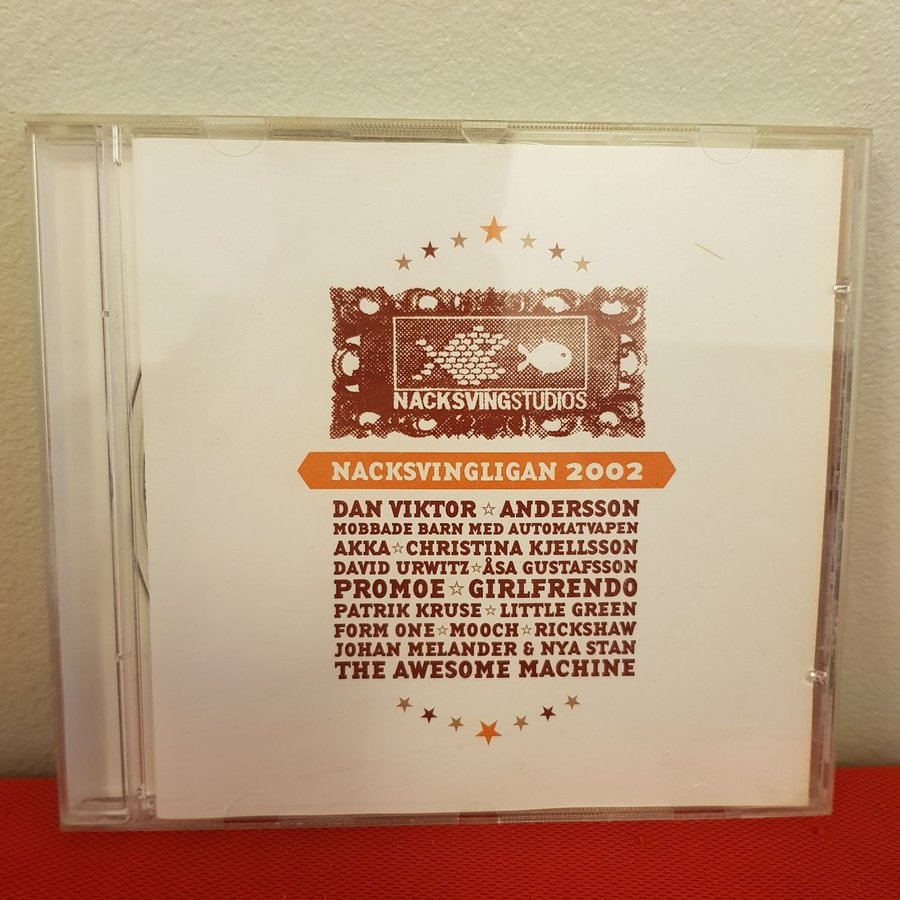 NACKSVINGSTUDIOS
NACKSVINGLIGAN 2002
DAN VIKTOR ☆ ANDERSSON
MOBBADE BARN MED AUTOMATVAPEN
AKKA ☆ CHRISTINA KJELLSSON
DAVID URWITZ ☆ ÅSA GUSTAFSSON
PROMOE ☆ GIRLFRENDO
PATRIK KRUSE ☆ LITTLE GREEN
FORM ONE ☆ MOOCH ☆ RICKSHAW
JOHAN MELANDER & NYA STAN
THE AWESOME MACHINE